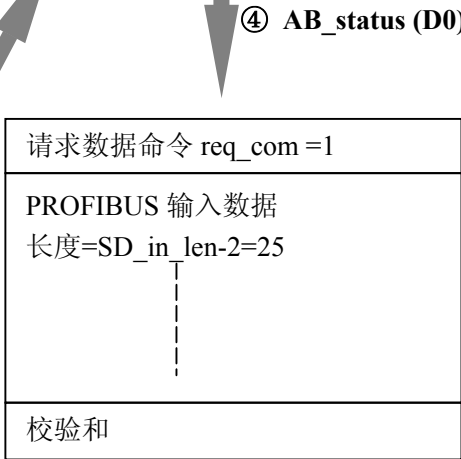 ④ AB_status (D0)
请求数据命令 req_com =1
PROFIBUS 输入数据
长度=SD_in_len-2=25
校验和